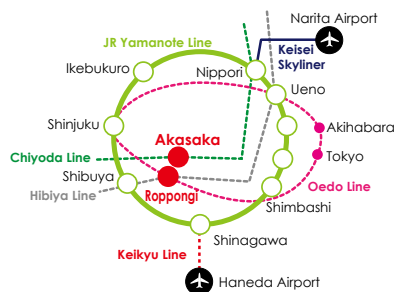 Narita Airport
JR Yamanote Line
Keisei
Skyliner
Ikebukuro
Nippori
Ueno
Shinjuku
Akihabara
Akasaka
Chiyoda Line
Tokyo
Shibuya
Roppongi
Oedo Line
Hibiya Line
Shimbashi
Shinagawa
Keikyu Line
Haneda Airport